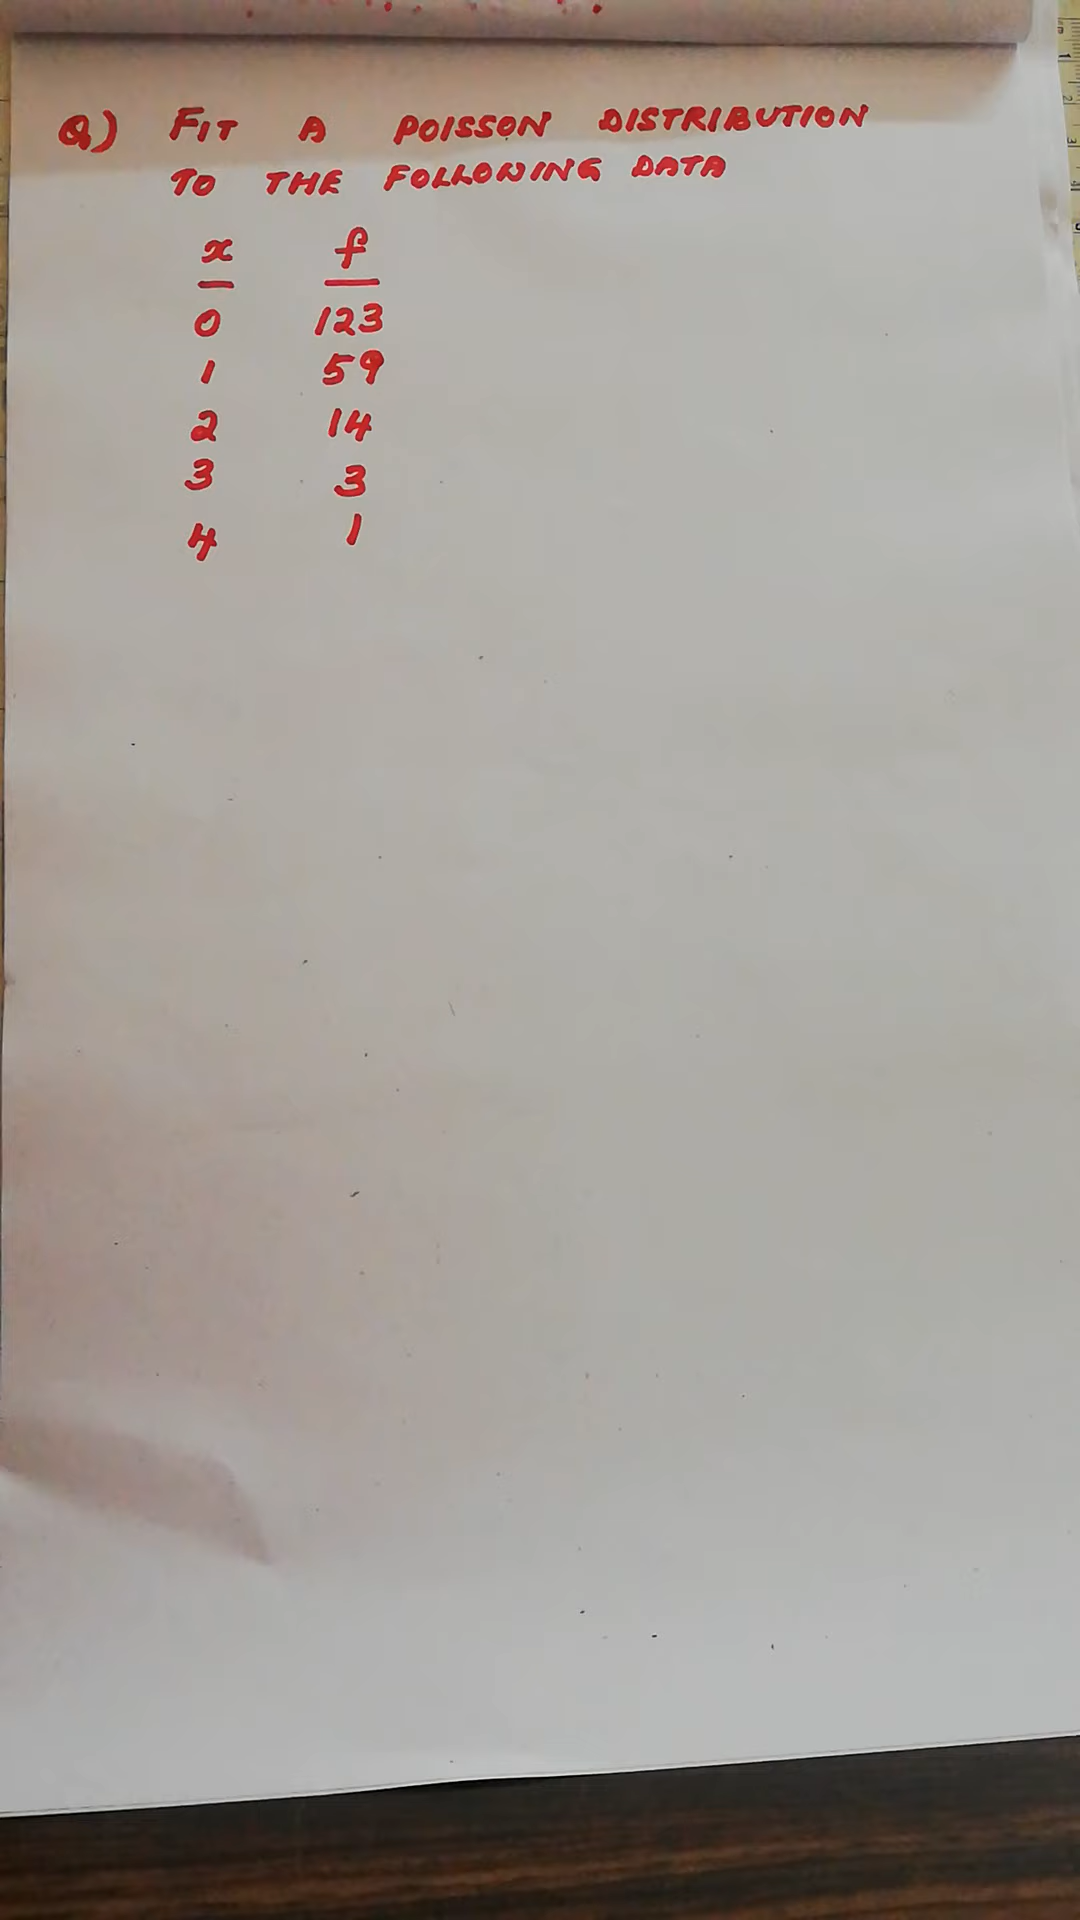 Q) FIT A POISSON DISTRIBUTION
TO THE FOLLOWING DATA
x f
0 123
1 59
2 14
3 3
4 1